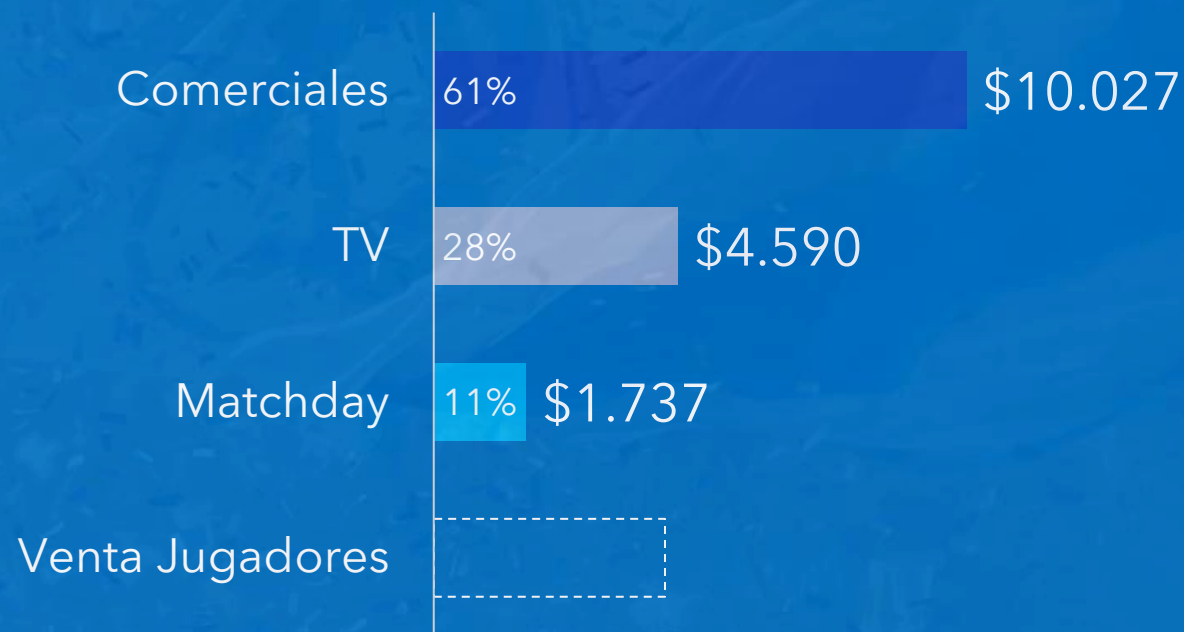 Comerciales 61% $10.027
TV 28% $4.590
Matchday 11% $1.737
Venta Jugadores